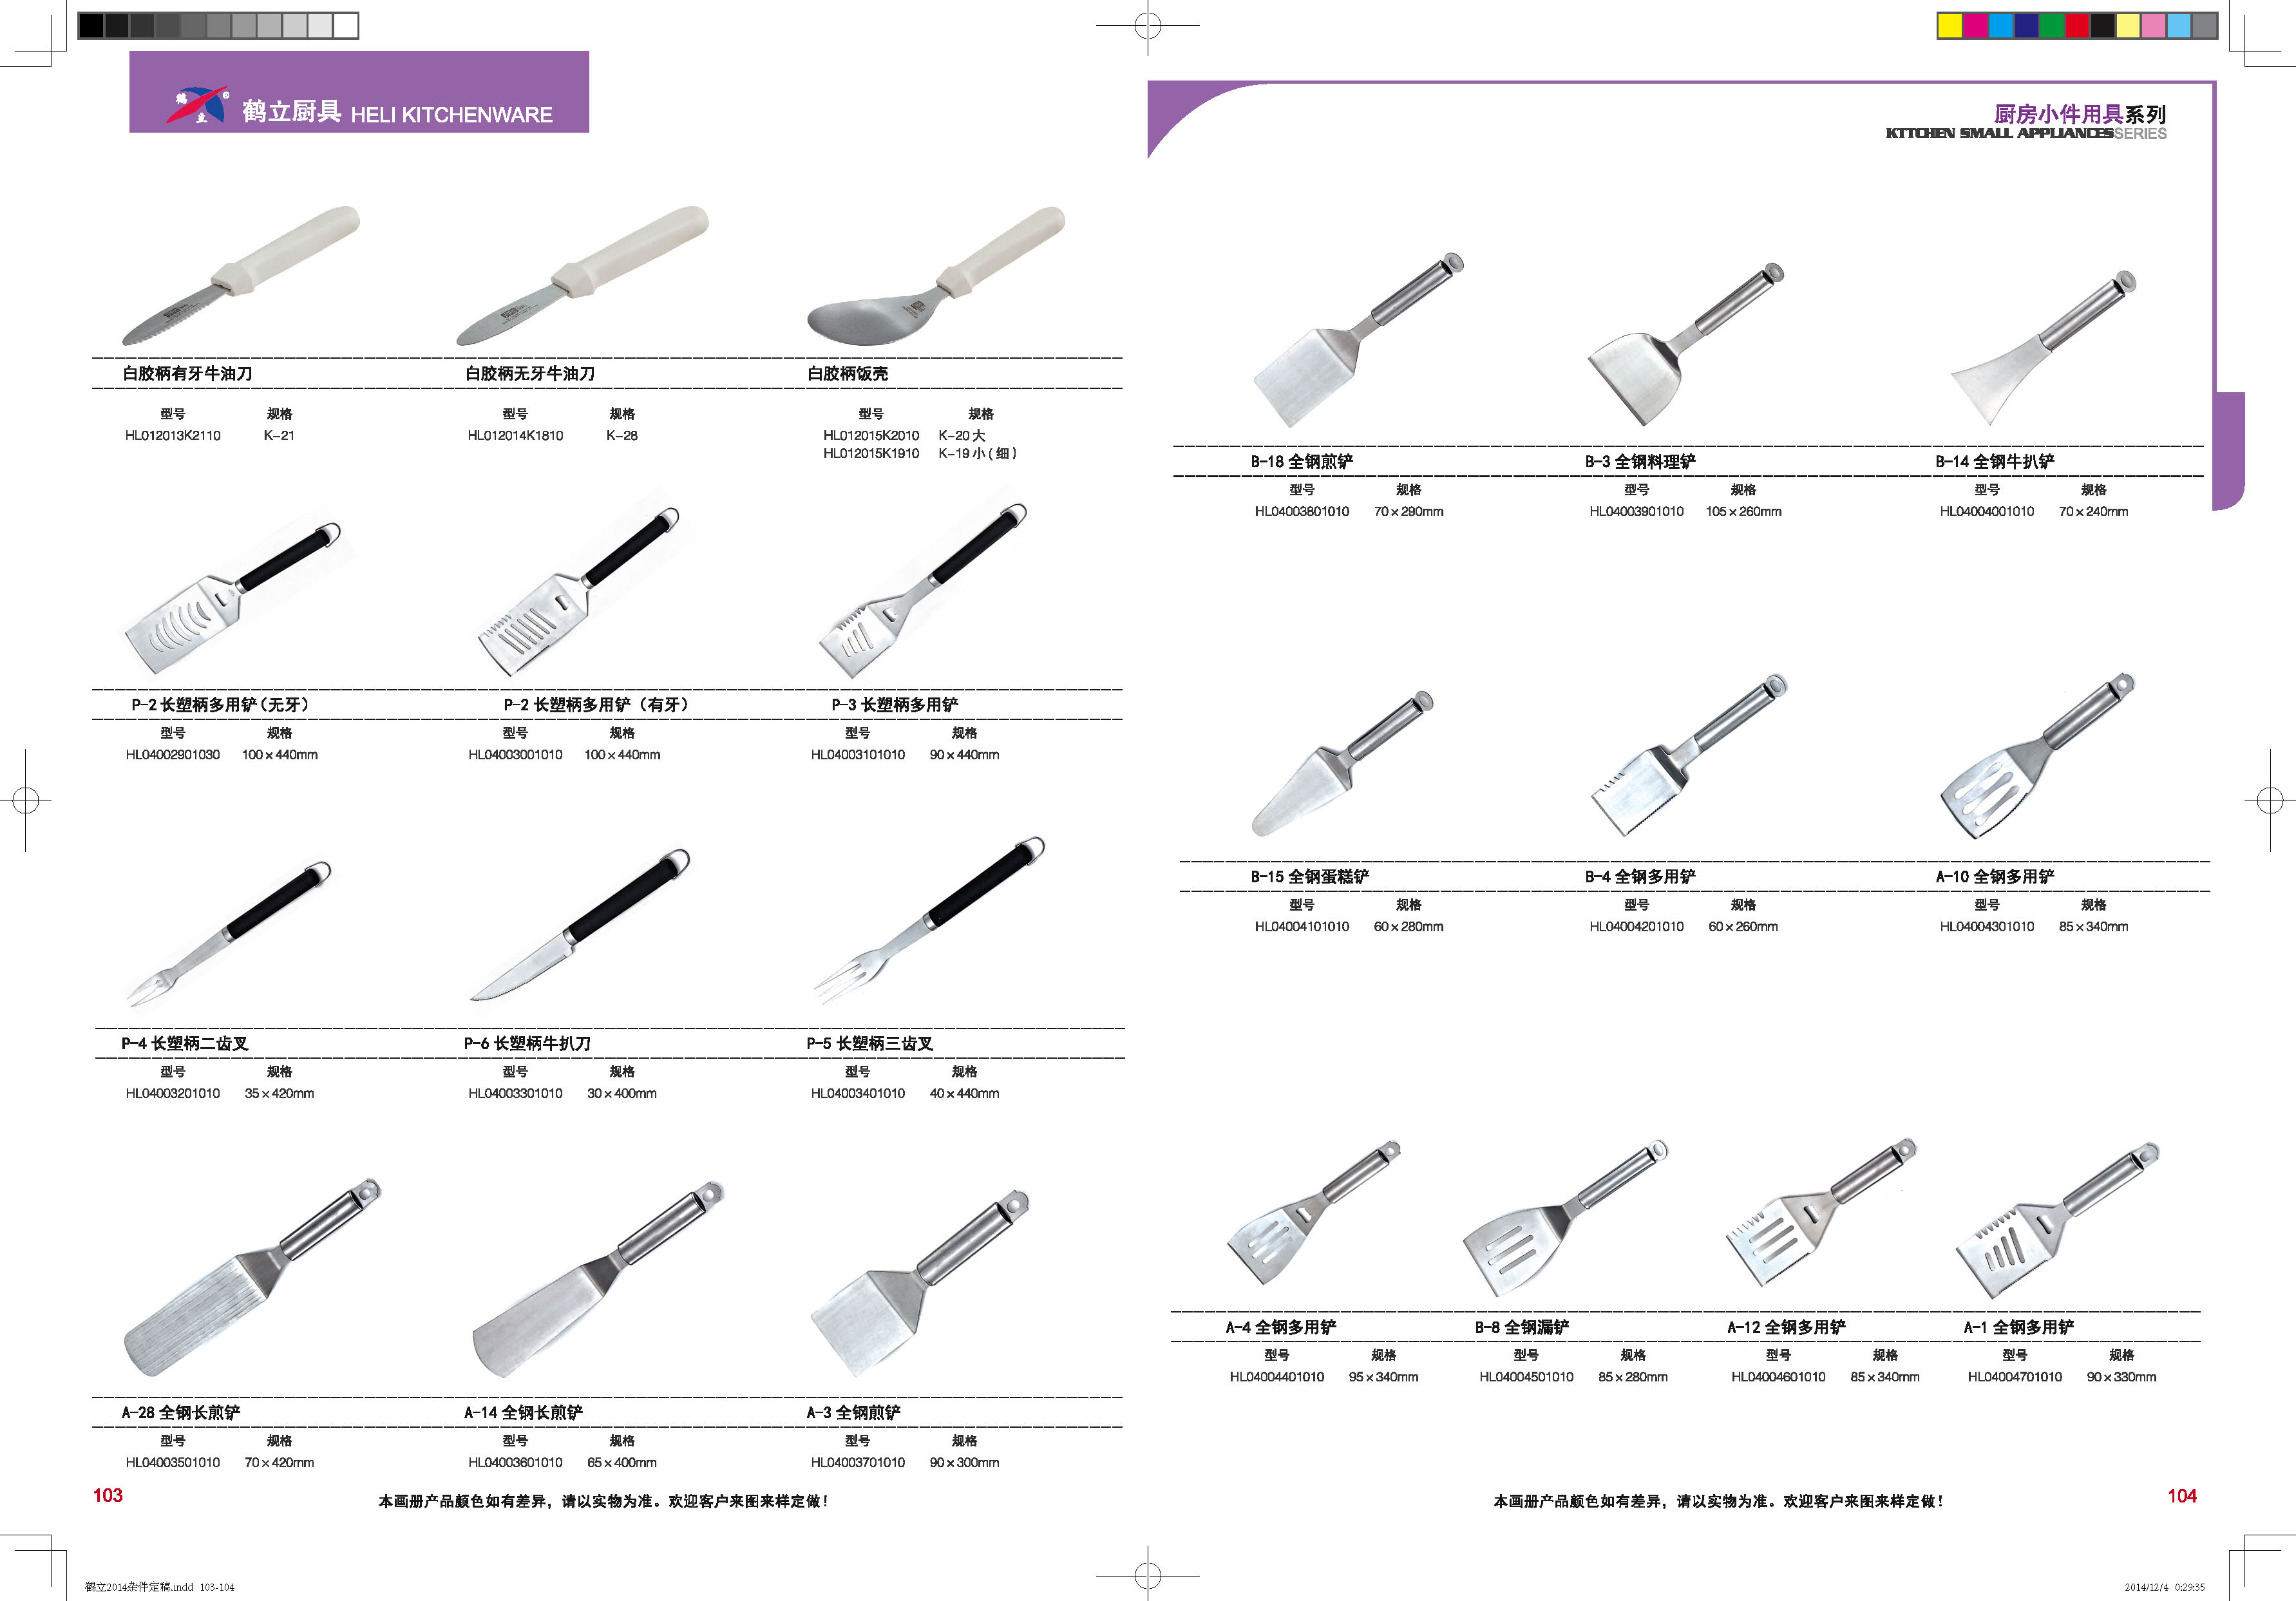 鹤立
鹤立厨具 HELI KITCHENWARE
白胶柄有牙牛油刀 白胶柄无牙牛油刀 白胶柄饭壳
型号 规格 型号 规格 型号 规格
HL012013K2110 K-21 HL012014K1810 K-28 HL012015K2010 K-20 大
HL012015K1910 K-19 小(细)
P-2 长塑柄多用铲(无牙) P-2 长塑柄多用铲(有牙) P-3 长塑柄多用铲
型号 规格 型号 规格 型号 规格
HL04002901030 100×440mm HL04003001010 100×440mm HL04003101010 90×440mm
P-4 长塑柄二齿叉 P-6 长塑柄牛扒刀 P-5 长塑柄三齿叉
型号 规格 型号 规格 型号 规格
HL04003201010 35×420mm HL04003301010 30×400mm HL04003401010 40×440mm
A-28 全钢长煎铲 A-14 全钢长煎铲 A-3 全钢煎铲
型号 规格 型号 规格 型号 规格
HL04003501010 70×420mm HL04003601010 65×400mm HL04003701010 90×300mm
103
本画册产品颜色如有差异，请以实物为准。欢迎客户来图来样定做！
厨房小件用具系列
KTTCHEN SMALL APPLIANCES SERIES
B-18 全钢煎铲 B-3 全钢料理铲 B-14 全钢牛扒铲
型号 规格 型号 规格 型号 规格
HL04003801010 70×290mm HL04003901010 105×260mm HL04004001010 70×240mm
B-15 全钢蛋糕铲 B-4 全钢多用铲 A-10 全钢多用铲
型号 规格 型号 规格 型号 规格
HL04004101010 60×280mm HL04004201010 60×260mm HL04004301010 85×340mm
A-4 全钢多用铲 B-8 全钢漏铲 A-12 全钢多用铲 A-1 全钢多用铲
型号 规格 型号 规格 型号 规格 型号 规格
HL04004401010 95×340mm HL04004501010 85×280mm HL04004601010 85×340mm HL04004701010 90×330mm
本画册产品颜色如有差异，请以实物为准。欢迎客户来图来样定做！
104
鹤立2014杂件定稿.indd 103-104
2014/12/4 0:29:35